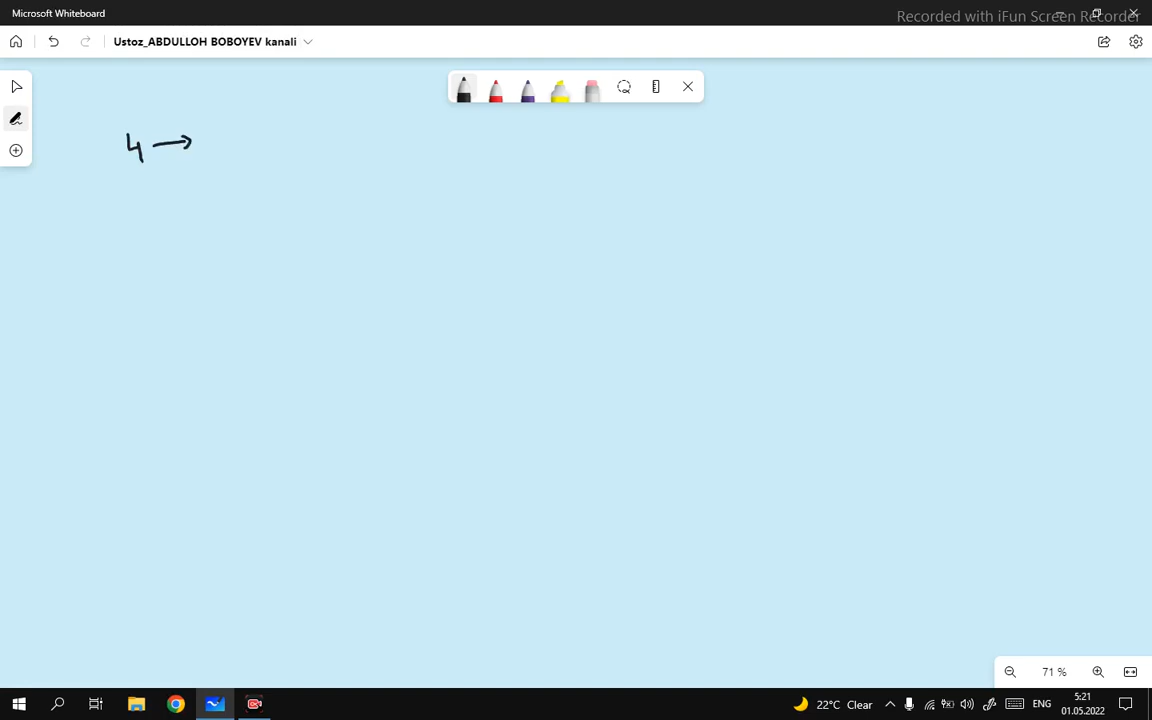 Microsoft Whiteboard
Recorded with iFun Screen Recorder
Ustoz_ABDULLOH BOBOYEV kanali
4 →
71 %
22°C Clear
ENG
5:21
01.05.2022